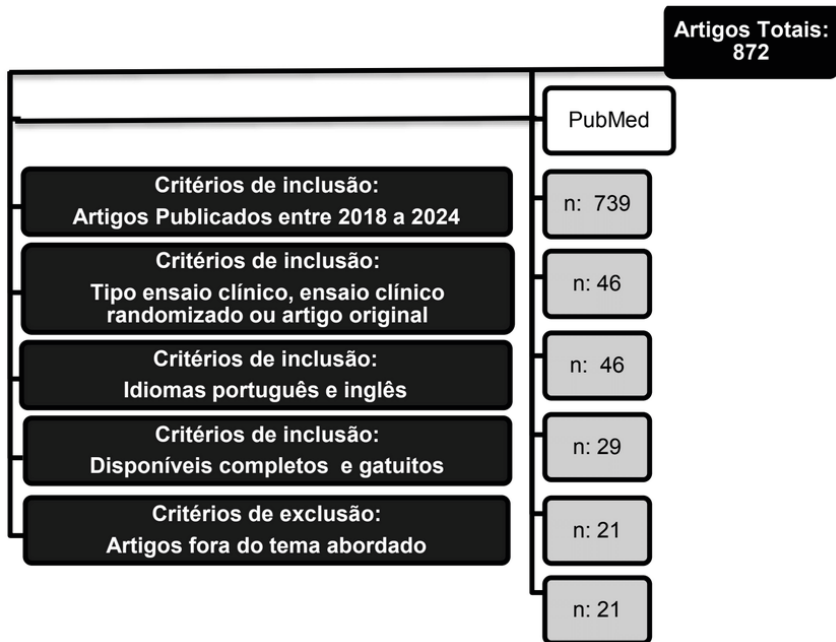 Artigos Totais:
872
PubMed
Critérios de inclusão:
Artigos Publicados entre 2018 a 2024
n: 739
Critérios de inclusão:
Tipo ensaio clínico, ensaio clínico
randomizado ou artigo original
n: 46
Critérios de inclusão:
Idiomas português e inglês
n: 46
Critérios de inclusão:
Disponíveis completos e gatuitos
n: 29
Critérios de exclusão:
Artigos fora do tema abordado
n: 21
n: 21